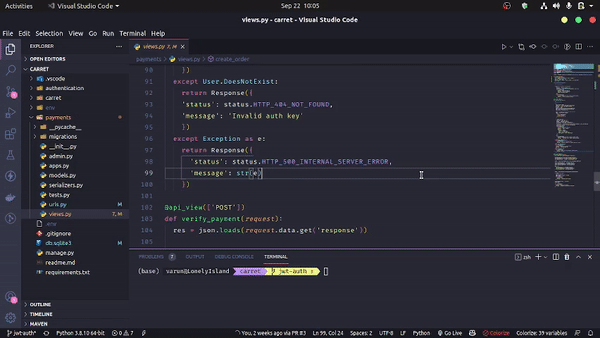 Activities
Visual Studio Code
Sep 22 10:05
views.py - carret - Visual Studio Code
File Edit Selection View Go Run Terminal Help
EXPLORER
OPEN EDITORS
CARRET
.vscode
authentication
carret
env
payments
__pycache__
migrations
__init__.py
admin.py
apps.py
models.py
serializers.py
tests.py
urls.py
views.py 7, M
.env
.gitignore
db.sqlite3 M
manage.py
readme.md
requirements.txt
OUTLINE
TIMELINE
MAVEN
views.py 7, M
payments > views.py > create_order
90 })
91 except User.DoesNotExist:
92 return Response({
93 'status': status.HTTP_404_NOT_FOUND,
94 'message': 'Invalid auth key'
95 })
96 except Exception as e:
97 return Response({
98 'status': status.HTTP_500_INTERNAL_SERVER_ERROR,
99 'message': str(e)
100 })
101
102 @api_view(['POST'])
103 def verify_payment(request):
104 res = json.loads(request.data.get('response'))
105
PROBLEMS 7 OUTPUT DEBUG CONSOLE TERMINAL
zsh
(base) varun@LonelyIsland carret jwt-auth
jwt-auth* Python 3.8.10 64-bit 0 7 You, 2 weeks ago via PR #3 Ln 99, Col 24 Spaces: 2 UTF-8 LF Python Go Live Colorize Colorize: 39 variables